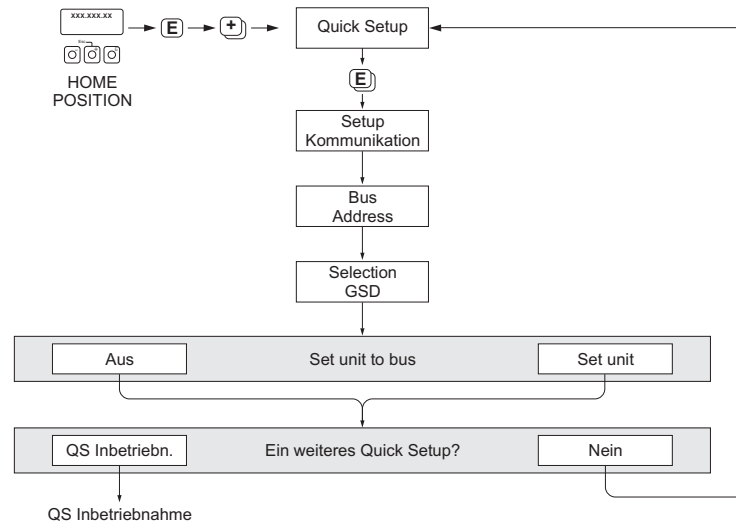 xxx.xxx.xx
Esc
E
+
Quick Setup
HOME
POSITION
E
Setup
Kommunikation
Bus
Address
Selection
GSD
Aus
Set unit to bus
Set unit
QS Inbetriebn.
Ein weiteres Quick Setup?
Nein
QS Inbetriebnahme